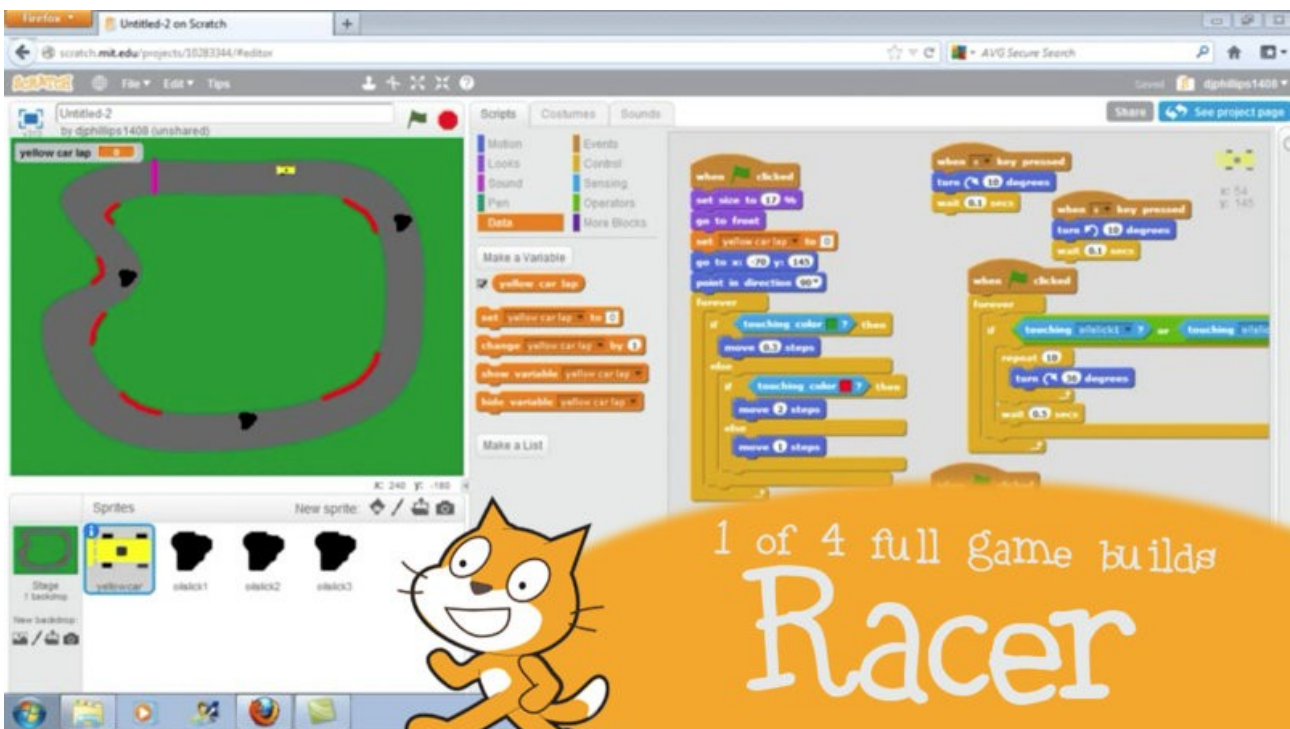 Firefox
Untitled-2 on Scratch
+
scratch.mit.edu/projects/10283344/#editor
AVG Secure Search
SCRATCH
File Edit Tips
Saved
djphillips1408
Untitled-2
by djphillips1408 (unshared)
Scripts Costumes Sounds
Share
See project page
yellow car lap 0
Motion
Looks
Sound
Pen
Data
Events
Control
Sensing
Operators
More Blocks
Make a Variable
yellow car lap
set yellow car lap to 0
change yellow car lap by 1
show variable yellow car lap
hide variable yellow car lap
Make a List
when clicked
set size to 17 %
go to front
set yellow car lap to 0
go to x: -70 y: 145
point in direction 90°
forever
if touching color ? then
move 0.3 steps
else
if touching color ? then
move 2 steps
else
move 1 steps
when key pressed
turn 10 degrees
wait 0.1 secs
when key pressed
turn 10 degrees
wait 0.1 secs
x: 54
y: 145
when clicked
forever
if touching oilslick1 ? or touching
repeat 10
turn 36 degrees
wait 0.5 secs
when clicked
x: 240 y: -180
Sprites
New sprite:
Stage
1 backdrop
New backdrop:
yellowcar
oilslick1
oilslick2
oilslick3
1 of 4 full game builds
Racer